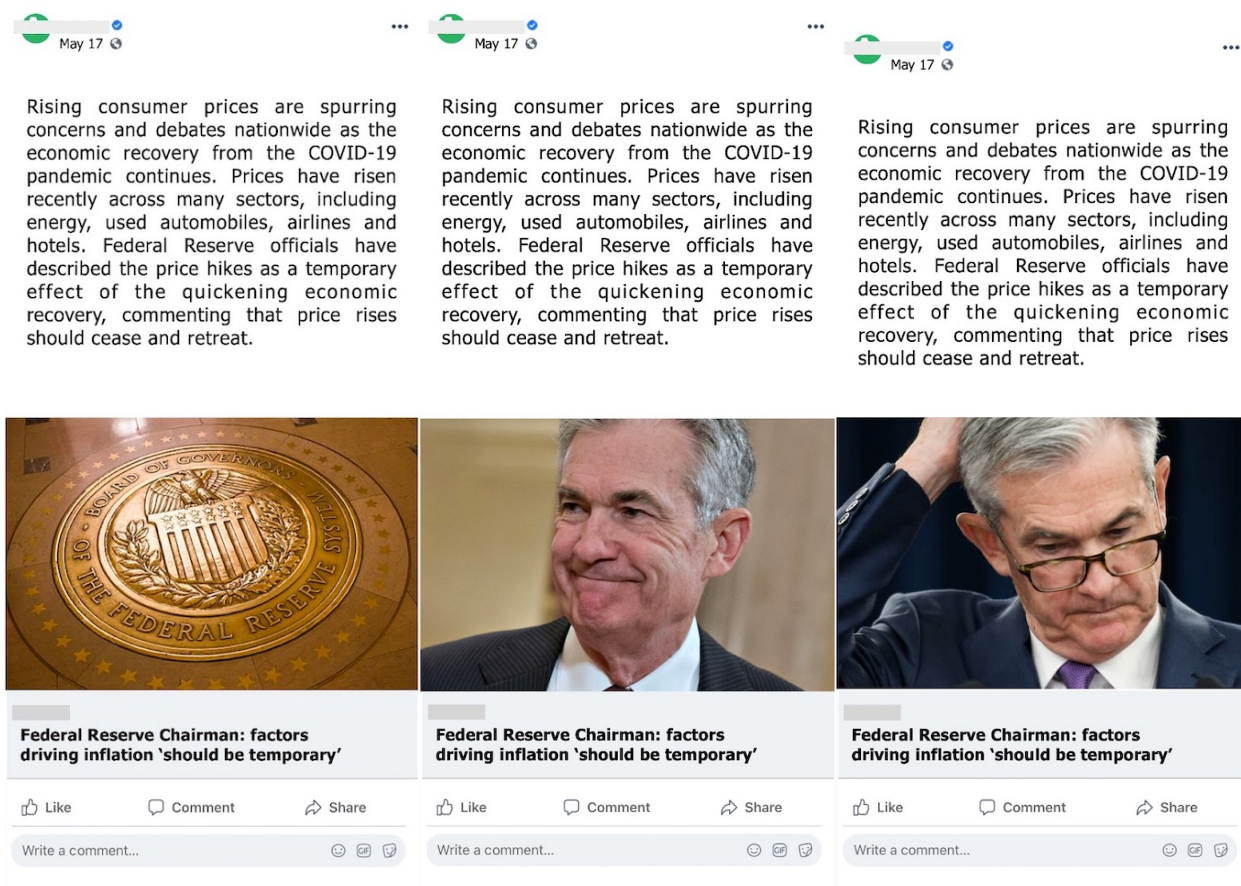 May 17
Rising consumer prices are spurring
concerns and debates nationwide as the
economic recovery from the COVID-19
pandemic continues. Prices have risen
recently across many sectors, including
energy, used automobiles, airlines and
hotels. Federal Reserve officials have
described the price hikes as a temporary
effect of the quickening economic
recovery, commenting that price rises
should cease and retreat.
BOARD OF GOVERNORS
OF THE FEDERAL RESERVE SYSTEM
Federal Reserve Chairman: factors
driving inflation ‘should be temporary’
Like Comment Share
Write a comment... GIF
May 17
Rising consumer prices are spurring
concerns and debates nationwide as the
economic recovery from the COVID-19
pandemic continues. Prices have risen
recently across many sectors, including
energy, used automobiles, airlines and
hotels. Federal Reserve officials have
described the price hikes as a temporary
effect of the quickening economic
recovery, commenting that price rises
should cease and retreat.
Federal Reserve Chairman: factors
driving inflation ‘should be temporary’
Like Comment Share
Write a comment... GIF
May 17
Rising consumer prices are spurring
concerns and debates nationwide as the
economic recovery from the COVID-19
pandemic continues. Prices have risen
recently across many sectors, including
energy, used automobiles, airlines and
hotels. Federal Reserve officials have
described the price hikes as a temporary
effect of the quickening economic
recovery, commenting that price rises
should cease and retreat.
Federal Reserve Chairman: factors
driving inflation ‘should be temporary’
Like Comment Share
Write a comment... GIF